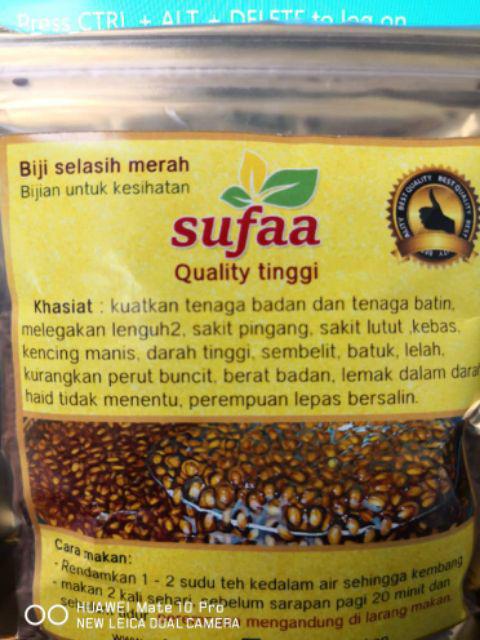 Press CTRL + ALT + DELETE to log on
Biji selasih merah
Bijian untuk kesihatan
sufaa
Quality tinggi
BEST QUALITY BEST QUALITY
Khasiat : kuatkan tenaga badan dan tenaga batin,
melegakan lenguh2, sakit pingang, sakit lutut ,kebas,
kencing manis, darah tinggi, sembelit, batuk, lelah,
kurangkan perut buncit, berat badan, lemak dalam darah
haid tidak menentu, perempuan lepas bersalin.
Cara makan:
- Rendamkan 1 - 2 sudu teh kedalam air sehingga kembang
- makan 2 kali sehari, sebelum sarapan pagi 20 minit dan
mengandung di larang makan.
HUAWEI Mate 10 Pro
NEW LEICA DUAL CAMERA